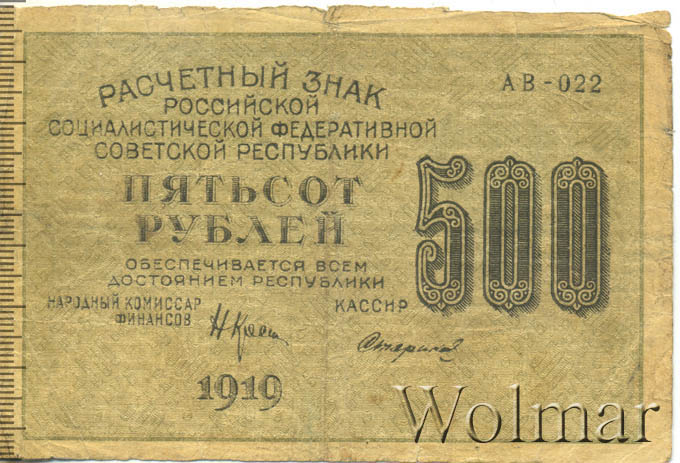 РАСЧЕТНЫЙ ЗНАК
РОССИЙСКОЙ
СОЦИАЛИСТИЧЕСКОЙ ФЕДЕРАТИВНОЙ
СОВЕТСКОЙ РЕСПУБЛИКИ
АВ-022
ПЯТЬСОТ
РУБЛЕЙ
500
ОБЕСПЕЧИВАЕТСЯ ВСЕМ
ДОСТОЯНИЕМ РЕСПУБЛИКИ
НАРОДНЫЙ КОМИССАР
ФИНАНСОВ
КАССИР
1919
Wolmar